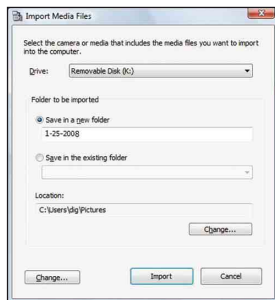 Import Media Files
Select the camera or media that includes the media files you want to import
into the computer.
Drive: Removable Disk (K:)
Folder to be imported
Save in a new folder
1-25-2008
Save in the existing folder
Location:
C:\Users\dig\Pictures
Change...
Change... Import Cancel